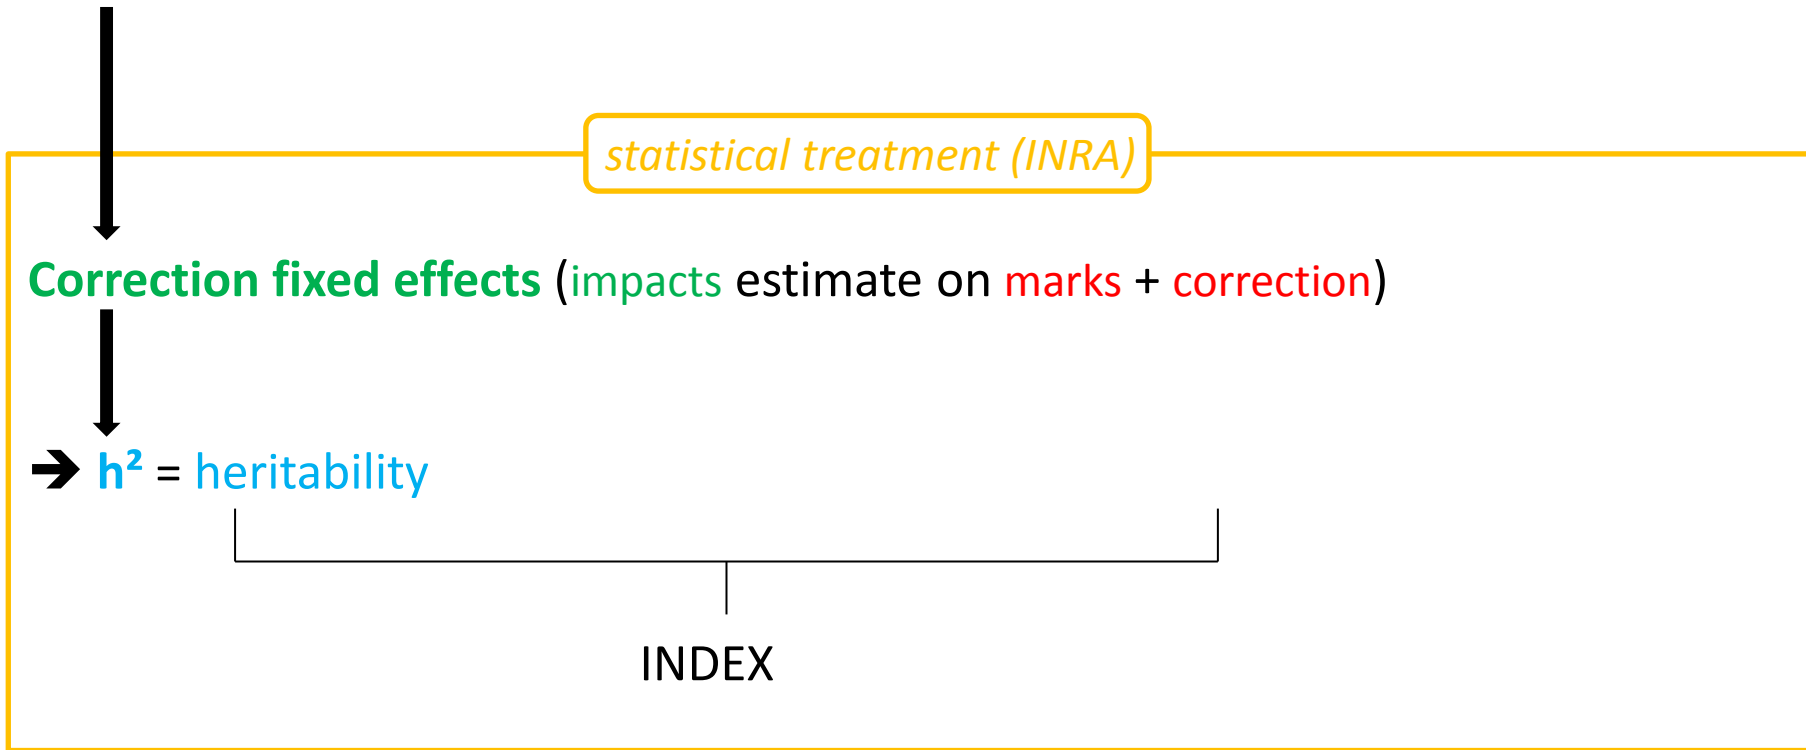 statistical treatment (INRA)
Correction fixed effects (impacts estimate on marks + correction)
➔ h² = heritability
INDEX